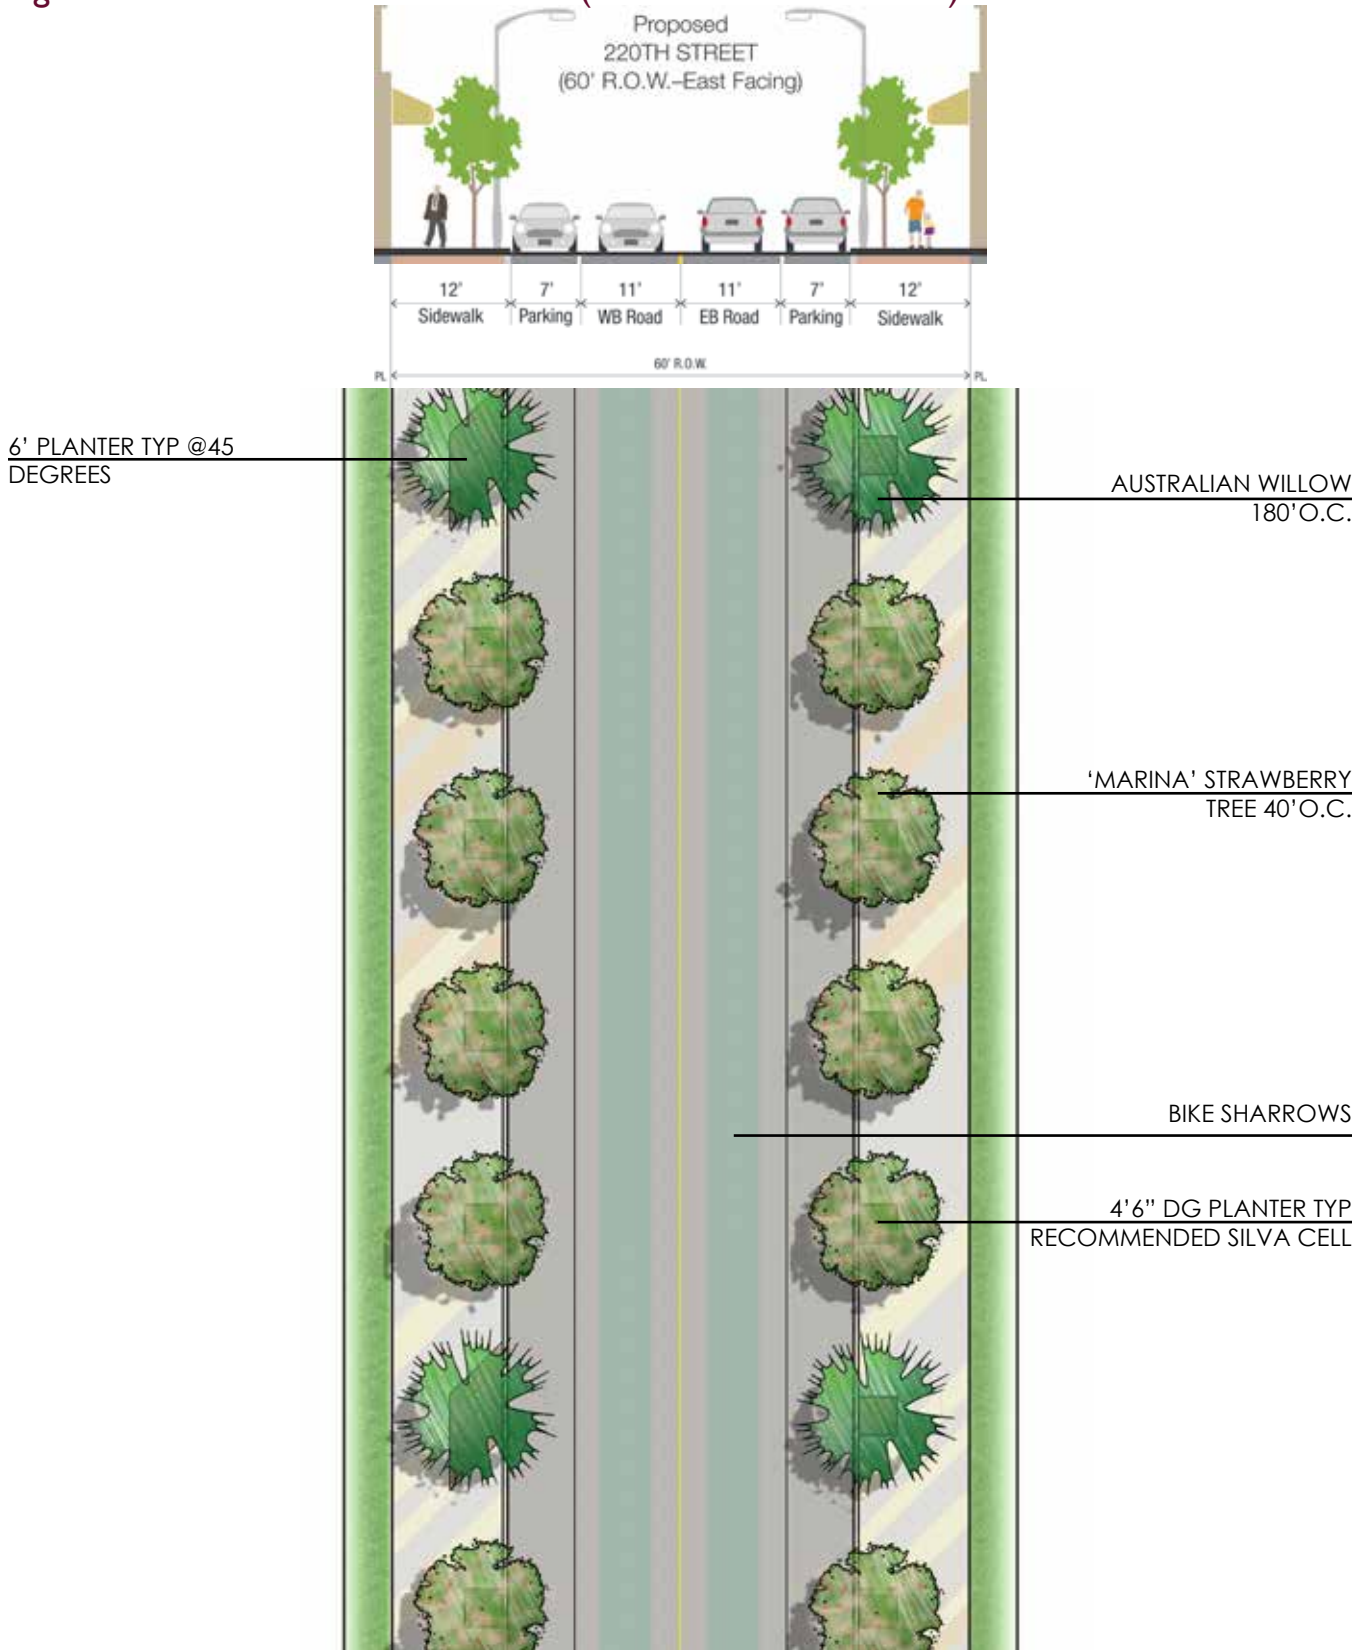 Proposed
220TH STREET
(60' R.O.W.–East Facing)
12' 7' 11' 11' 7' 12'
Sidewalk Parking WB Road EB Road Parking Sidewalk
60' R.O.W.
PL PL
6' PLANTER TYP @45
DEGREES
AUSTRALIAN WILLOW
180'O.C.
'MARINA' STRAWBERRY
TREE 40'O.C.
BIKE SHARROWS
4'6" DG PLANTER TYP
RECOMMENDED SILVA CELL